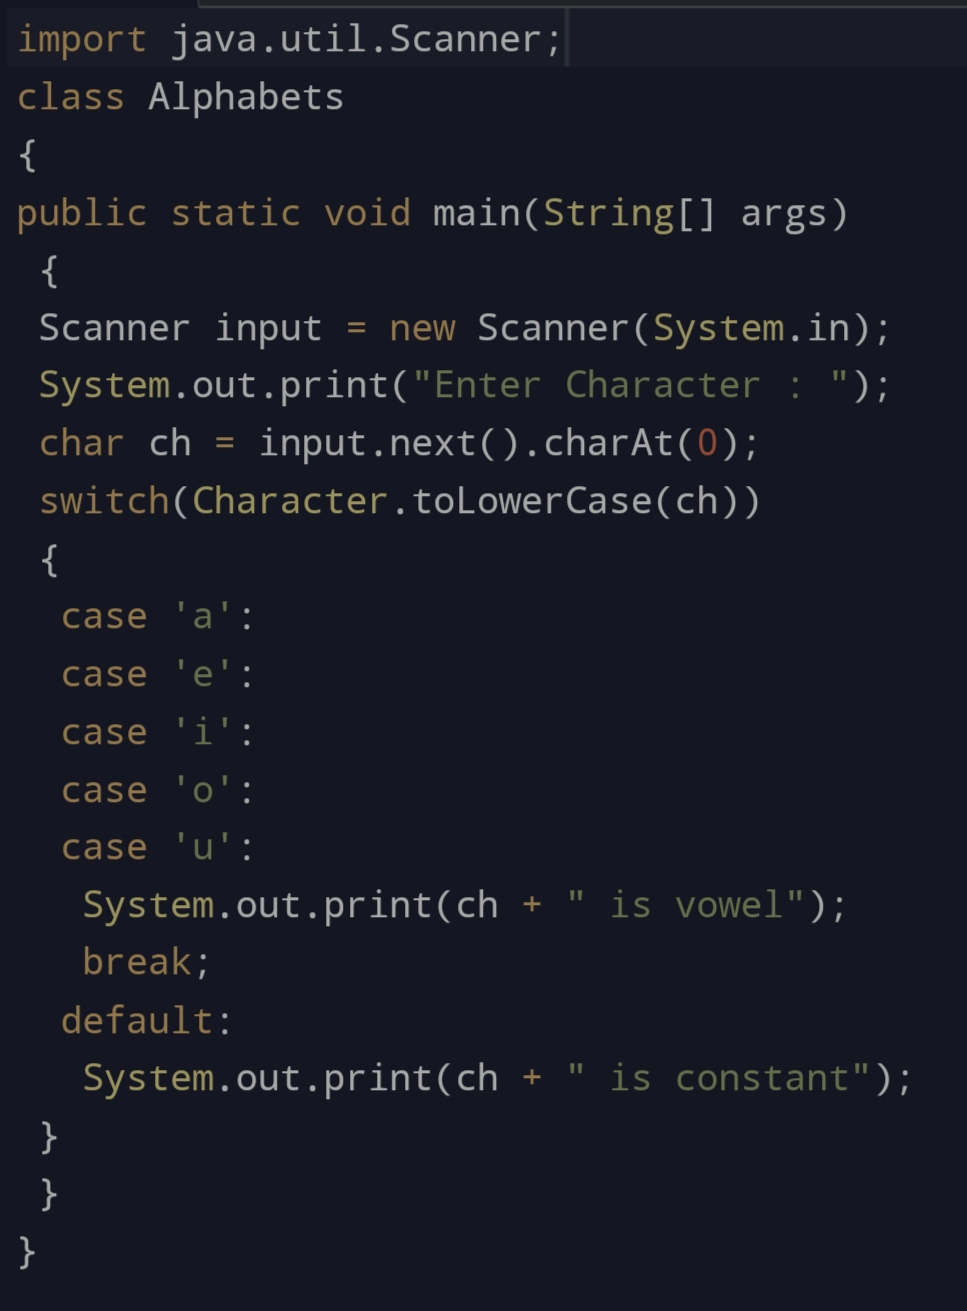 import java.util.Scanner;
class Alphabets
{
public static void main(String[] args)
 {
 Scanner input = new Scanner(System.in);
 System.out.print("Enter Character : ");
 char ch = input.next().charAt(0);
 switch(Character.toLowerCase(ch))
 {
  case 'a':
  case 'e':
  case 'i':
  case 'o':
  case 'u':
   System.out.print(ch + " is vowel");
   break;
  default:
   System.out.print(ch + " is constant");
 }
 }
}